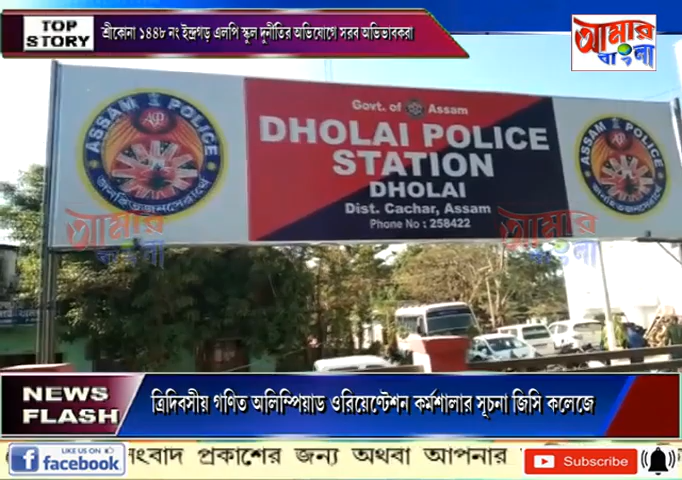 TOP STORY
শ্রীকোনা ১৪৪৮ নং ইন্দ্রগড় এলপি স্কুল দুর্নীতির অভিযোগে সরব অভিভাবকরা
আমার
বাংলা
ASSAM POLICE
ASSAM POLICE
Govt. of Assam
DHOLAI POLICE
STATION
DHOLAI
Dist. Cachar, Assam
Phone No : 258422
আমার
বাংলা
আমার
বাংলা
NEWS FLASH
ত্রিদিবসীয় গণিত অলিম্পিয়াড ওরিয়েণ্টেশন কর্মশালার সূচনা জিসি কলেজে
LIKE US ON
facebook
সংবাদ প্রকাশের জন্য অথবা আপনার
Subscribe